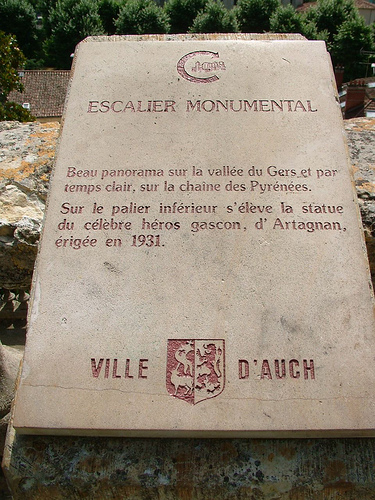 ESCALIER MONUMENTAL
Beau panorama sur la vallée du Gers et par
temps clair, sur la chaîne des Pyrénées.
Sur le palier inférieur s'élève la statue
du célèbre héros gascon, d'Artagnan,
érigée en 1931.
VILLE D'AUCH